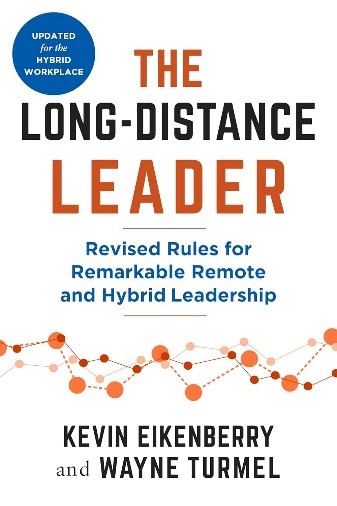 UPDATED
for the
HYBRID
WORKPLACE
THE
LONG-DISTANCE
LEADER
Revised Rules for
Remarkable Remote
and Hybrid Leadership
KEVIN EIKENBERRY
and WAYNE TURMEL